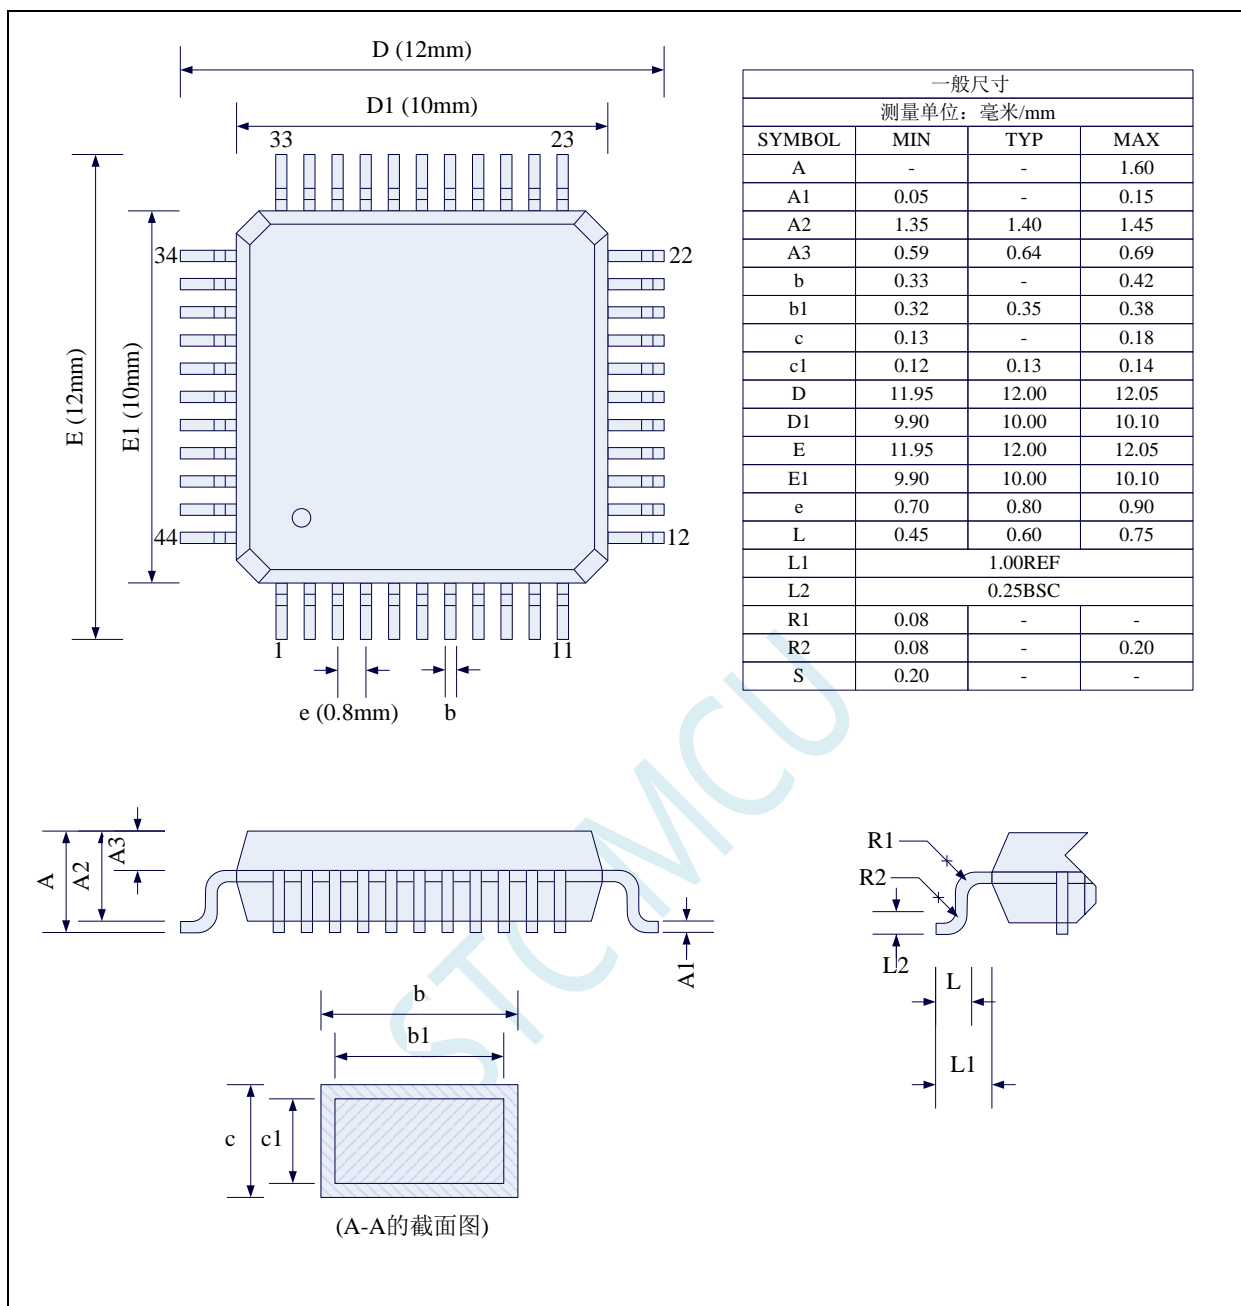 D (12mm)
D1 (10mm)
33 23
34 22
E (12mm)
E1 (10mm)
44 12
1 11
e (0.8mm) b
一般尺寸
测量单位：毫米/mm
SYMBOL MIN TYP MAX
A - - 1.60
A1 0.05 - 0.15
A2 1.35 1.40 1.45
A3 0.59 0.64 0.69
b 0.33 - 0.42
b1 0.32 0.35 0.38
c 0.13 - 0.18
c1 0.12 0.13 0.14
D 11.95 12.00 12.05
D1 9.90 10.00 10.10
E 11.95 12.00 12.05
E1 9.90 10.00 10.10
e 0.70 0.80 0.90
L 0.45 0.60 0.75
L1 1.00REF
L2 0.25BSC
R1 0.08 - -
R2 0.08 - 0.20
S 0.20 - -
STCMCU
A
A2
A3
A1
R1
R2
L2
L
L1
b
b1
c c1
(A-A的截面图)